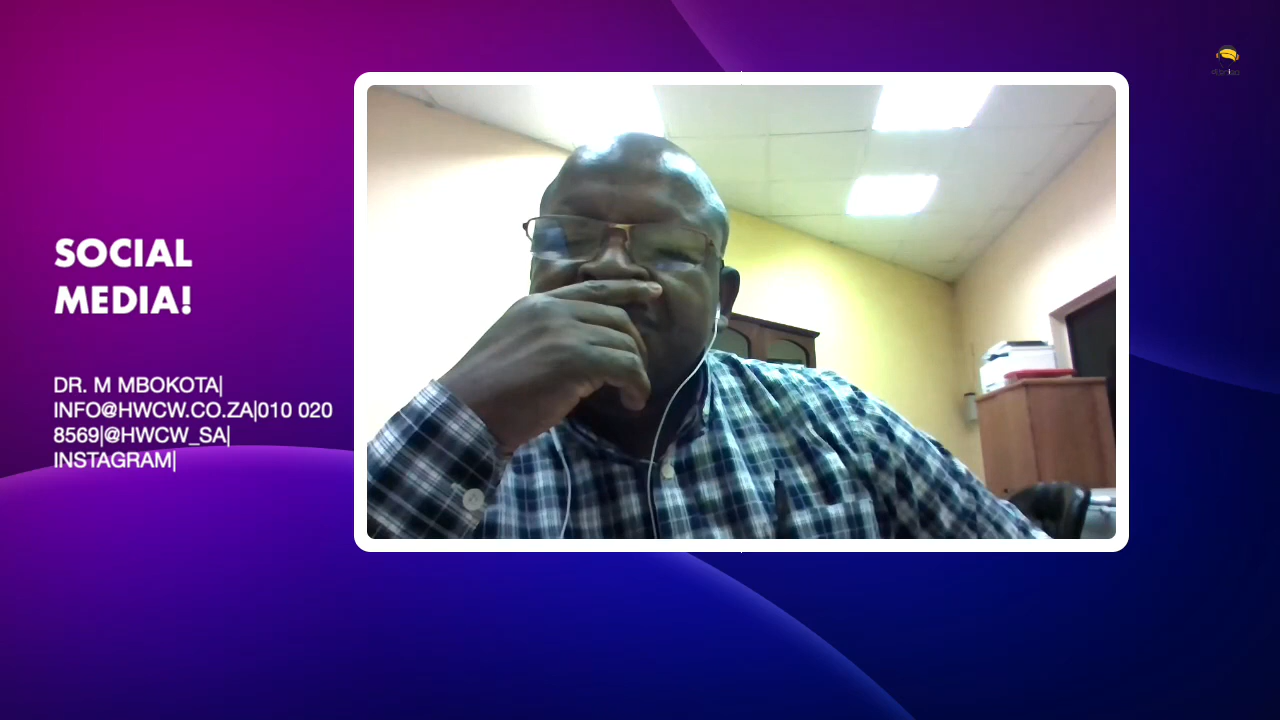 SOCIAL
MEDIA!
DR. M MBOKOTA|
INFO@HWCW.CO.ZA|010 020
8569|@HWCW_SA|
INSTAGRAM|